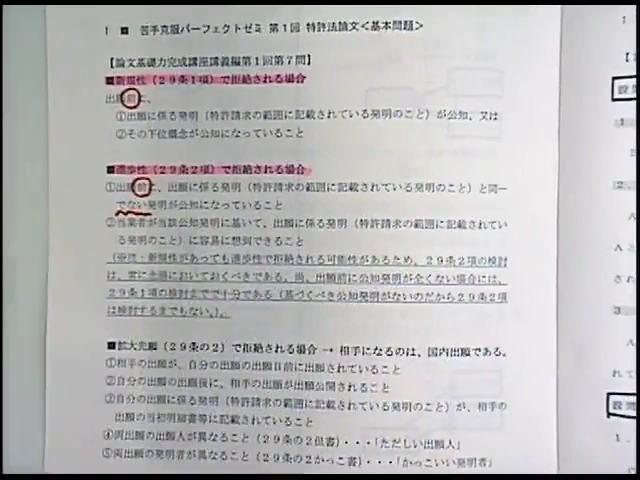 1 ■ 苦手克服パーフェクトゼミ 第1回 特許法論文<基本問題>
【論文基礎力完成講座講義編第1回第7問】
■新規性(29条1項)で拒絶される場合
出願前に、
①出願に係る発明(特許請求の範囲に記載されている発明のこと)が公知、又は
②その下位概念が公知になっていること
■進歩性(29条2項)で拒絶される場合
①出願前に、出願に係る発明(特許請求の範囲に記載されている発明のこと)と同一
でない発明が公知になっていること
②当業者が当該公知発明に基いて、出願に係る発明(特許請求の範囲に記載されてい
る発明のこと)に容易に想到できること
(※注・新規性があっても進歩性で拒絶される可能性があるため、29条2項の検討
は、常に念頭においておくべきである。尚、出願前に公知発明が全くない場合には、
29条1項の検討までで十分である(基づくべき公知発明がないのだから29条2項
は検討するまでもない。)。
■拡大先願(29条の2)で拒絶される場合 → 相手になるのは、国内出願である。
①相手の出願が、自分の出願の出願日前に出願されていること
②自分の出願の出願後に、相手の出願が出願公開されること
③自分の出願に係る発明(特許請求の範囲に記載されている発明のこと)が、相手の
出願の当初明細書等に記載されていること
④両出願の出願人が異なること(29条の2但書)・・・「ただしい出願人」
⑤両出願の発明者が異なること(29条の2かっこ書)・・・「かっこいい発明者」
設問
1
2.
A
A
3
れて
設問
1.
A